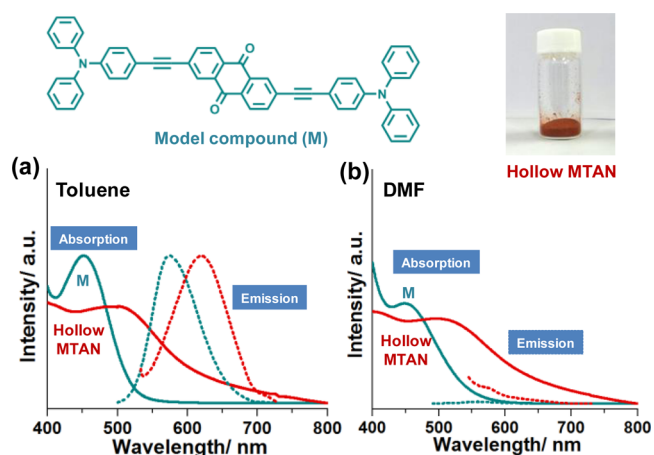 N
O
O
N
Model compound (M)
Hollow MTAN
(a)
Toluene
Absorption
M
Emission
Hollow
MTAN
Intensity/ a.u.
400 500 600 700 800
Wavelength/ nm
(b)
DMF
Absorption
M
Hollow
MTAN
Emission
Intensity/ a.u.
400 500 600 700 800
Wavelength/ nm